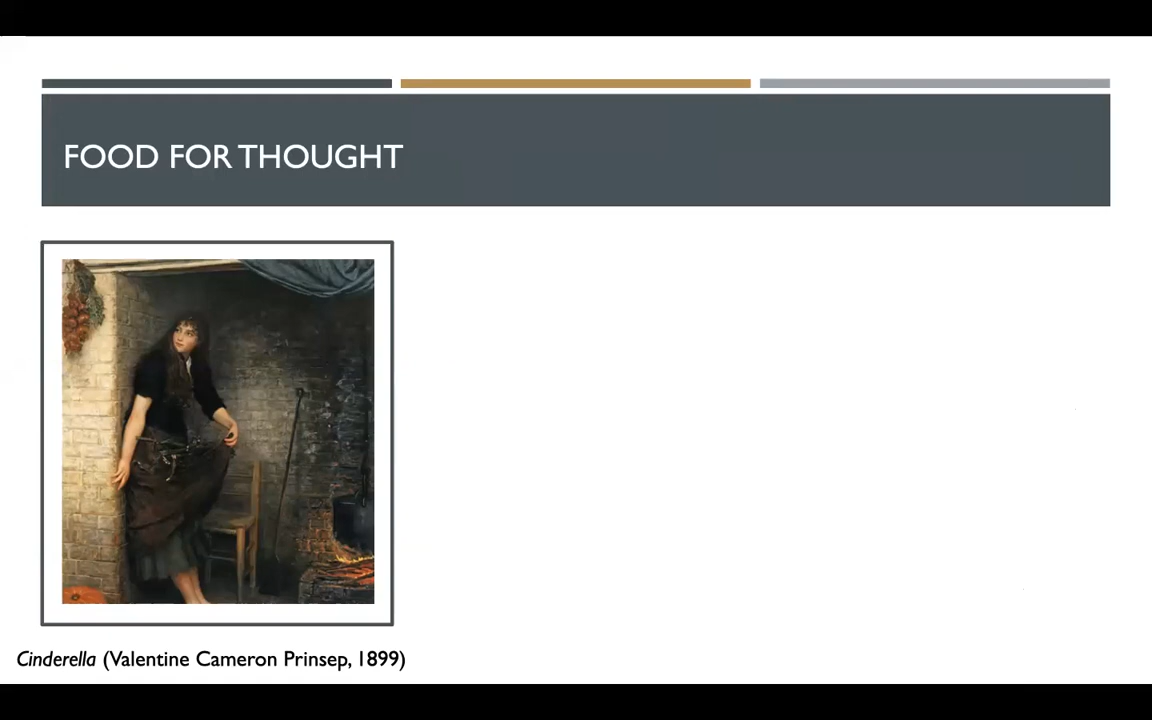 FOOD FOR THOUGHT
Cinderella (Valentine Cameron Prinsep, 1899)